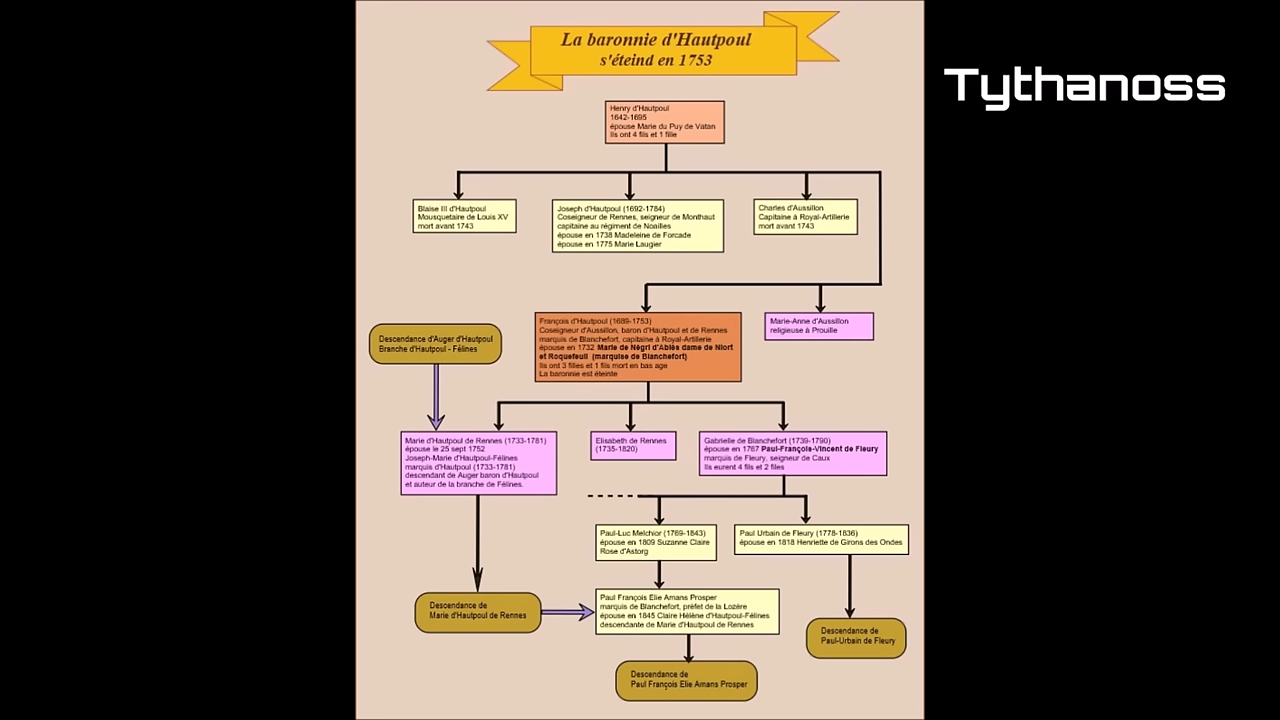 La baronnie d'Hautpoul
s'éteind en 1753
Tythanoss
Henry d'Hautpoul
1642-1695
épouse Marie du Puy de Vatan
Ils ont 4 fils et 1 fille
Blaise III d'Hautpoul
Mousquetaire de Louis XV
mort avant 1743
Joseph d'Hautpoul (1692-1784)
Coseigneur de Rennes, seigneur de Monthaut
capitaine au régiment de Noailles
épouse en 1738 Madeleine de Forcade
épouse en 1775 Marie Laugier
Charles d'Aussillon
Capitaine à Royal-Artillerie
mort avant 1743
François d'Hautpoul (1689-1753)
Coseigneur d'Aussillon, baron d'Hautpoul et de Rennes
marquis de Blanchefort, capitaine à Royal-Artillerie
épouse en 1732 Marie de Nègri d'Ablès dame de Niort
et Roquefeuil (marquise de Blanchefort)
Ils ont 3 filles et 1 fils mort en bas age
La baronnie est éteinte
Marie-Anne d'Aussillon
religieuse à Prouille
Descendance d'Auger d'Hautpoul
Branche d'Hautpoul - Félines
Marie d'Hautpoul de Rennes (1733-1781)
épouse le 25 sept 1752
Joseph-Marie d'Hautpoul-Félines
marquis d'Hautpoul (1733-1781)
descendant de Auger baron d'Hautpoul
et auteur de la branche de Félines.
Elisabeth de Rennes
(1735-1820)
Gabrielle de Blanchefort (1739-1790)
épouse en 1767 Paul-François-Vincent de Fleury
marquis de Fleury, seigneur de Caux
Ils eurent 4 fils et 2 files
Paul-Luc Melchior (1769-1843)
épouse en 1809 Suzanne Claire
Rose d'Astorg
Paul Urbain de Fleury (1778-1836)
épouse en 1818 Henriette de Girons des Ondes
Descendance de
Marie d'Hautpoul de Rennes
Paul François Elie Amans Prosper
marquis de Blanchefort, préfet de la Lozère
épouse en 1845 Claire Hélène d'Hautpoul-Félines
descendante de Marie d'Hautpoul de Rennes
Descendance de
Paul-Urbain de Fleury
Descendance de
Paul François Elie Amans Prosper